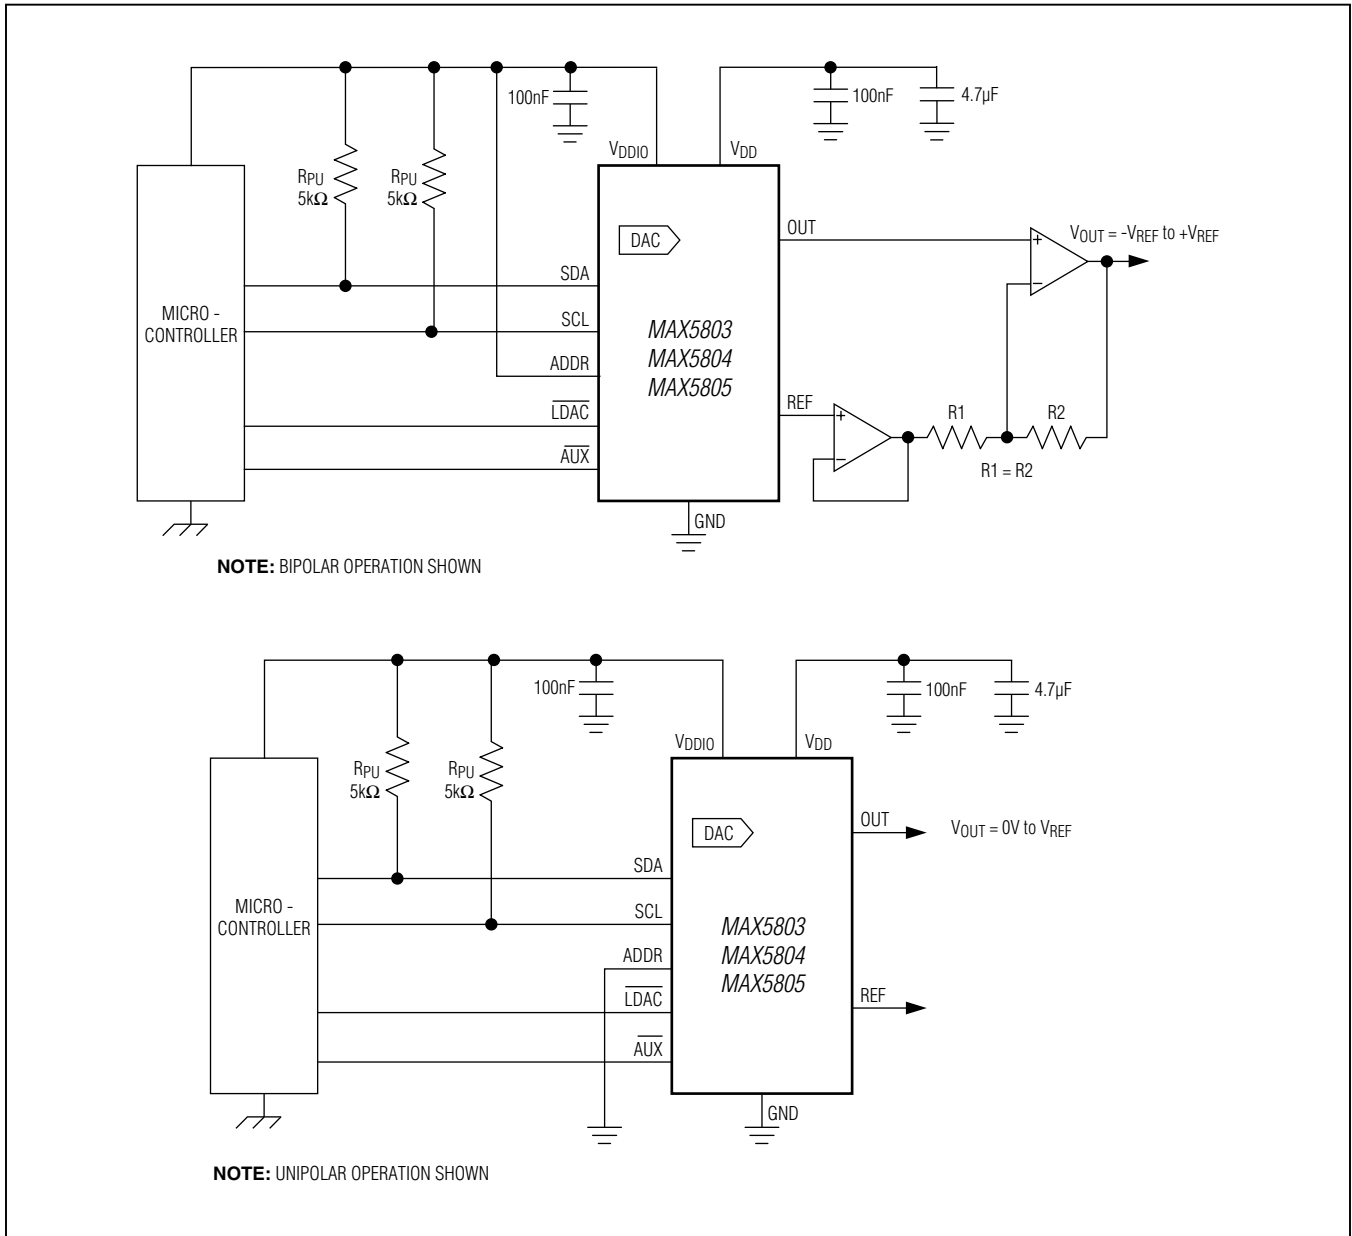 100nF
100nF
4.7µF
VDDIO
VDD
RPU
5kΩ
RPU
5kΩ
DAC
OUT
+
VOUT = -VREF to +VREF
−
SDA
MICRO -
CONTROLLER
SCL
MAX5803
MAX5804
MAX5805
ADDR
REF
+
−
R1
R2
R1 = R2
LDAC
AUX
GND
NOTE: BIPOLAR OPERATION SHOWN
100nF
100nF
4.7µF
VDDIO
VDD
RPU
5kΩ
RPU
5kΩ
DAC
OUT
VOUT = 0V to VREF
SDA
MICRO -
CONTROLLER
SCL
MAX5803
MAX5804
MAX5805
ADDR
LDAC
REF
AUX
GND
NOTE: UNIPOLAR OPERATION SHOWN